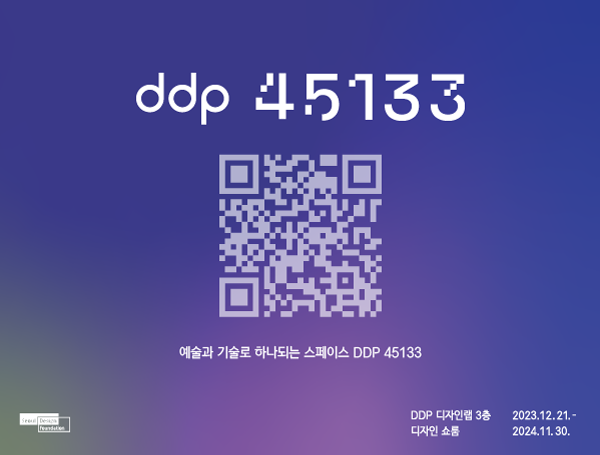 ddp 45133
예술과 기술로 하나되는 스페이스 DDP 45133
Seoul Design
foundation
DDP 디자인랩 3층 2023.12.21.-
디자인 쇼룸 2024.11.30.